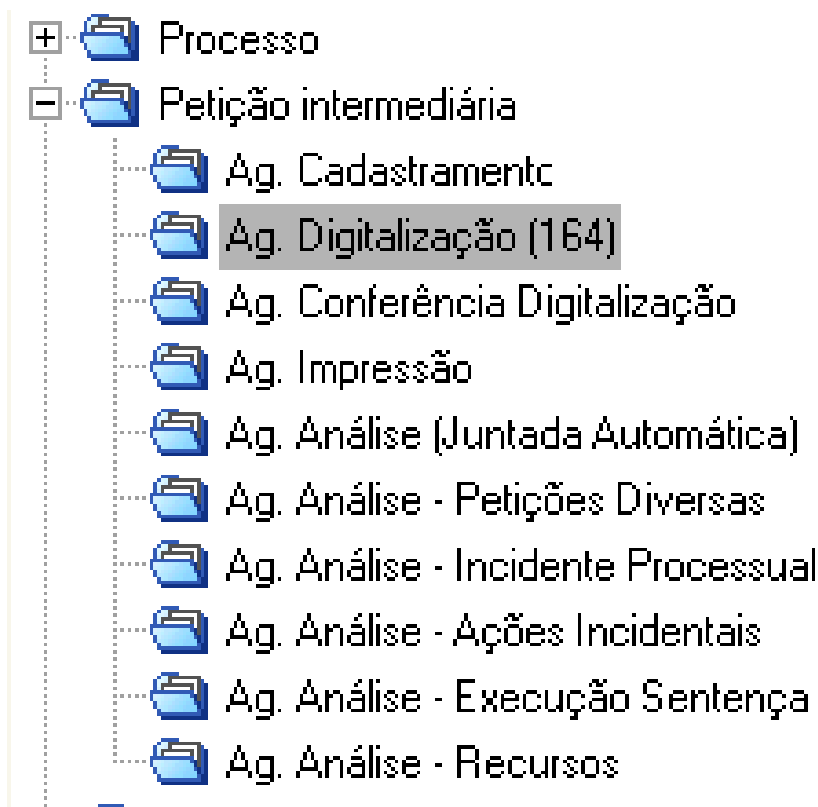 Processo
Petição intermediária
Ag. Cadastramento
Ag. Digitalização (164)
Ag. Conferência Digitalização
Ag. Impressão
Ag. Análise (Juntada Automática)
Ag. Análise - Petições Diversas
Ag. Análise - Incidente Processual
Ag. Análise - Ações Incidentais
Ag. Análise - Execução Sentença
Ag. Análise - Recursos